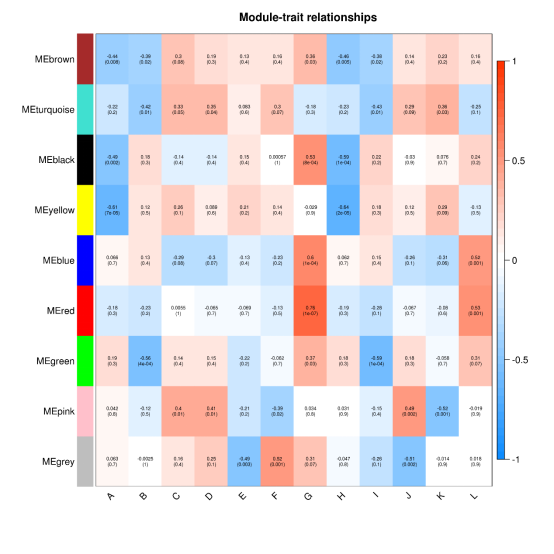 Module-trait relationships
MEbrown
-0.44 -0.39 0.3 0.19 0.13 0.16 0.36 -0.46 -0.38 0.14 0.23 0.16
(0.008) (0.02) (0.08) (0.3) (0.4) (0.4) (0.03) (0.005) (0.02) (0.4) (0.2) (0.4)
MEturquoise
-0.22 -0.42 0.33 0.35 0.083 0.3 -0.18 -0.23 -0.43 0.29 0.36 -0.25
(0.2) (0.01) (0.05) (0.04) (0.6) (0.07) (0.3) (0.2) (0.01) (0.09) (0.03) (0.1)
MEblack
-0.49 0.18 -0.14 -0.14 0.15 0.00097 -0.59 0.22 -0.03 0.076 0.24
(0.002) (0.3) (0.4) (0.4) (0.4) (1) (1e-04) (0.2) (0.9) (0.7) (0.2)
MEyellow
0.12 0.26 0.21 0.14 -0.029 -0.64 0.18 0.12 0.29 -0.13
(0.5) (0.1) (0.6) (0.2) (0.4) (0.9) (2e-05) (0.3) (0.5) (0.09) (0.5)
MEblue
0.066 0.13 -0.29 -0.3 -0.13 -0.23 0.6 0.062 0.15 -0.26 -0.31 0.52
(0.7) (0.4) (0.07) (0.4) (0.2) (1e-04) (0.7) (0.4) (0.1) (0.001)
MEred
-0.18 -0.23 0.0055 -0.065 -0.069 -0.13 0.76 -0.19 -0.28 -0.067 -0.08 0.53
(0.3) (0.2) (1) (0.7) (0.7) (0.5) (1e-07) (0.3) (0.1) (0.7) (0.6) (0.001)
MEgreen
0.19 -0.56 0.14 0.15 -0.22 -0.062 0.37 0.18 -0.59 0.18 -0.058 0.31
(0.3) (4e-04) (0.4) (0.4) (0.2) (0.7) (0.03) (0.3) (1e-04) (0.3) (0.7) (0.07)
MEpink
0.042 -0.12 0.4 0.41 -0.21 -0.39 0.034 0.031 -0.15 0.49 -0.52 -0.019
(0.8) (0.5) (0.01) (0.01) (0.2) (0.02) (0.8) (0.9) (0.4) (0.002) (0.001) (0.9)
MEgrey
0.063 -0.0025 0.16 0.25 -0.49 0.52 0.31 -0.047 -0.26 -0.51 -0.014 0.018
(0.7) (1) (0.4) (0.1) (0.003) (0.001) (0.07) (0.8) (0.1) (0.002) (0.9) (0.9)
A B C D E F G H I J K L
1
0.5
0
-0.5
-1